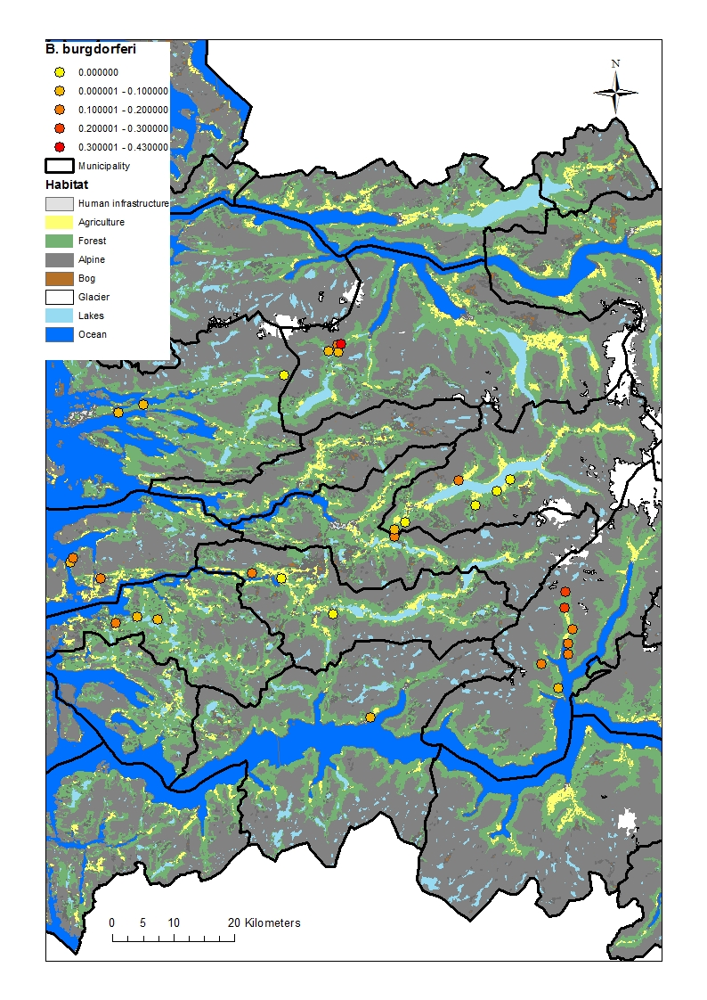 B. burgdorferi
0.000000
0.000001 - 0.100000
0.100001 - 0.200000
0.200001 - 0.300000
0.300001 - 0.430000
Municipality
Habitat
Human infrastructure
Agriculture
Forest
Alpine
Bog
Glacier
Lakes
Ocean
N
0 5 10 20 Kilometers